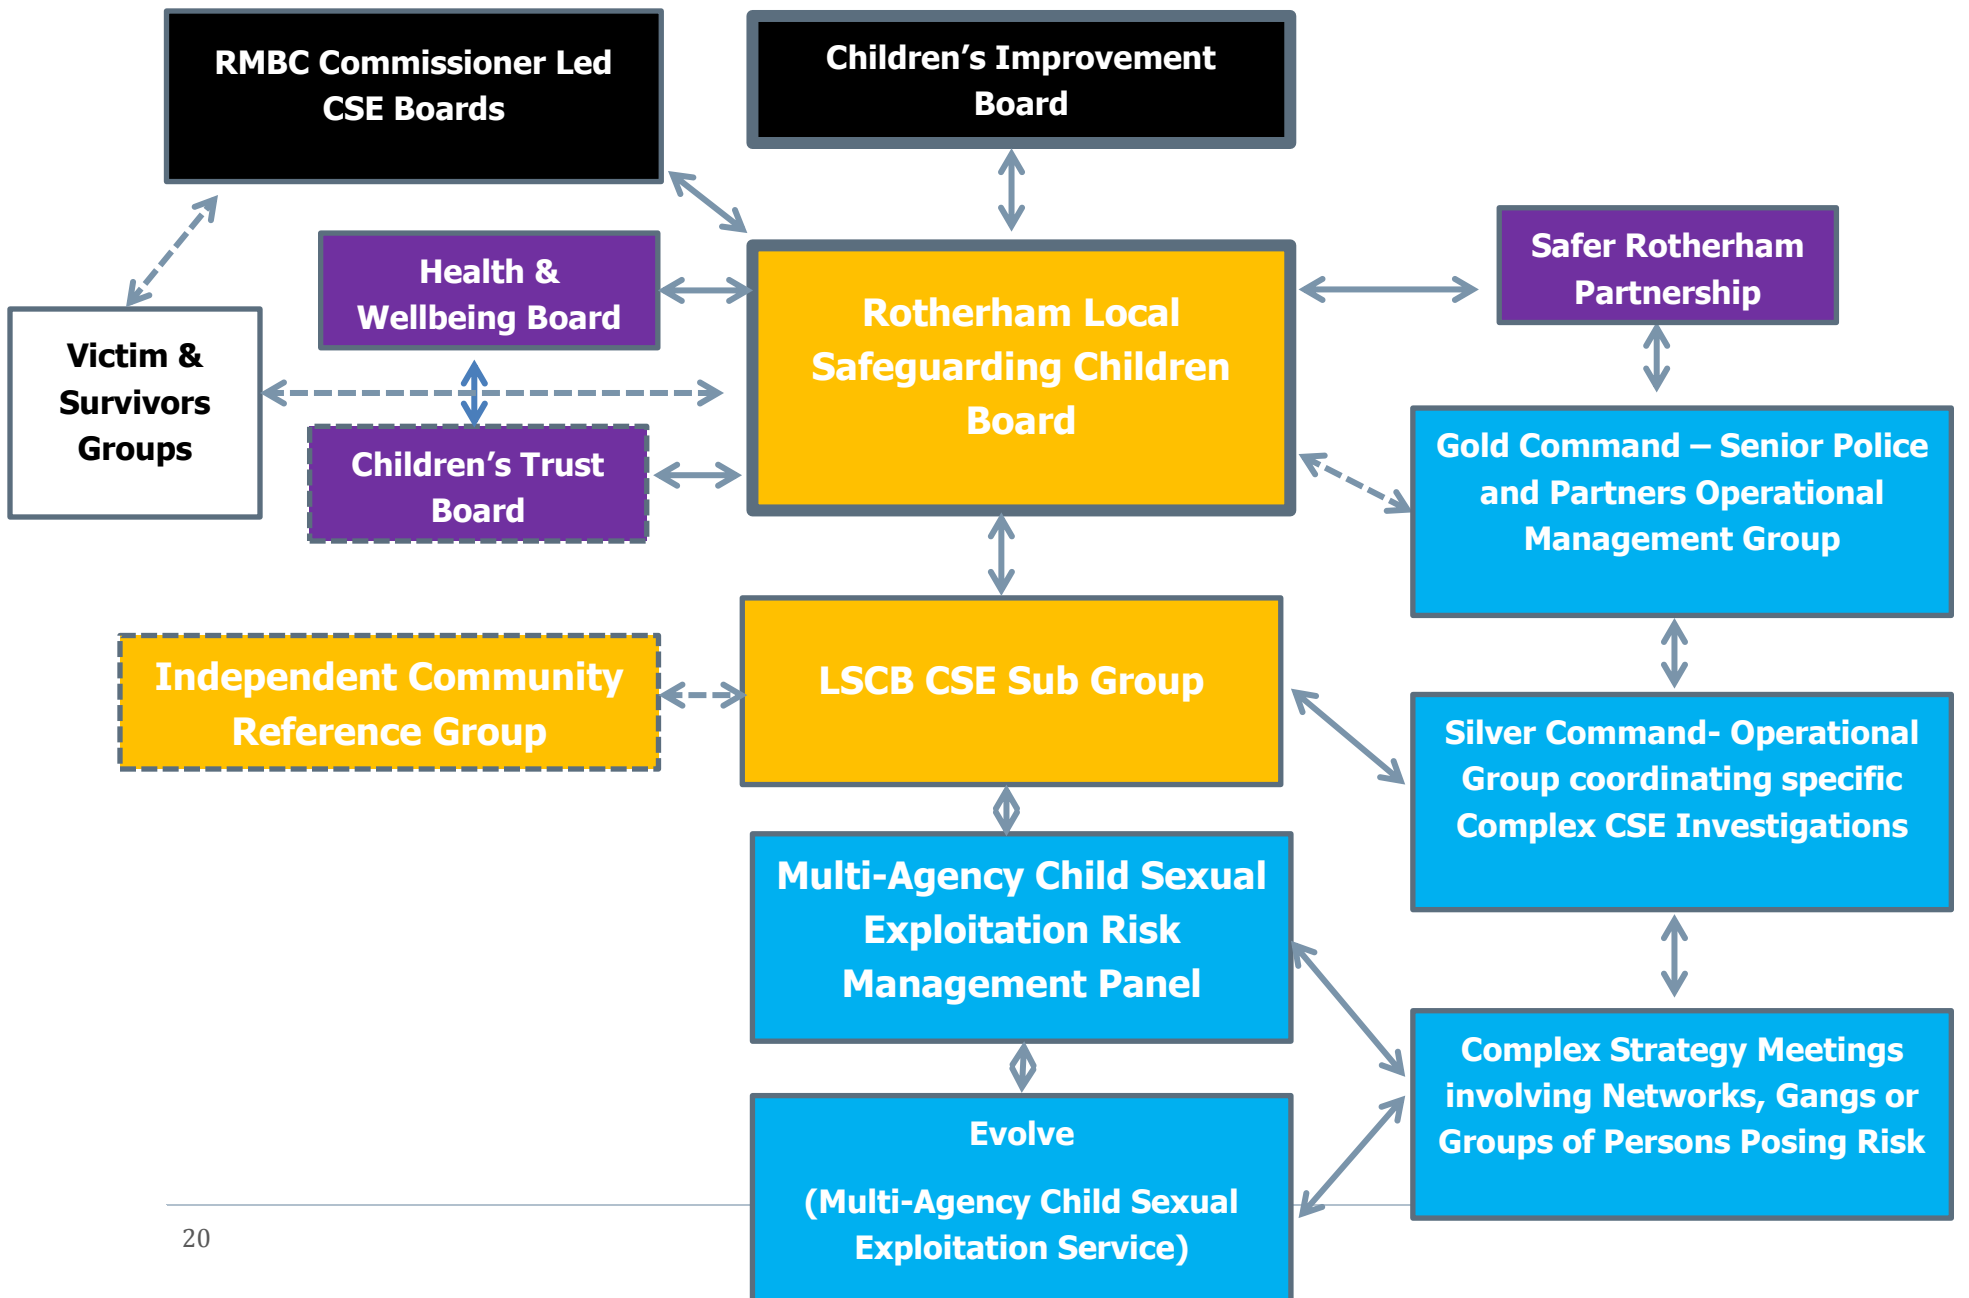 RMBC Commissioner Led
CSE Boards
Children’s Improvement
Board
Health &
Wellbeing Board
Safer Rotherham
Partnership
Victim &
Survivors
Groups
Rotherham Local
Safeguarding Children
Board
Children’s Trust
Board
Gold Command – Senior Police
and Partners Operational
Management Group
Independent Community
Reference Group
LSCB CSE Sub Group
Silver Command- Operational
Group coordinating specific
Complex CSE Investigations
Multi-Agency Child Sexual
Exploitation Risk
Management Panel
Complex Strategy Meetings
involving Networks, Gangs or
Groups of Persons Posing Risk
Evolve
(Multi-Agency Child Sexual
Exploitation Service)
20